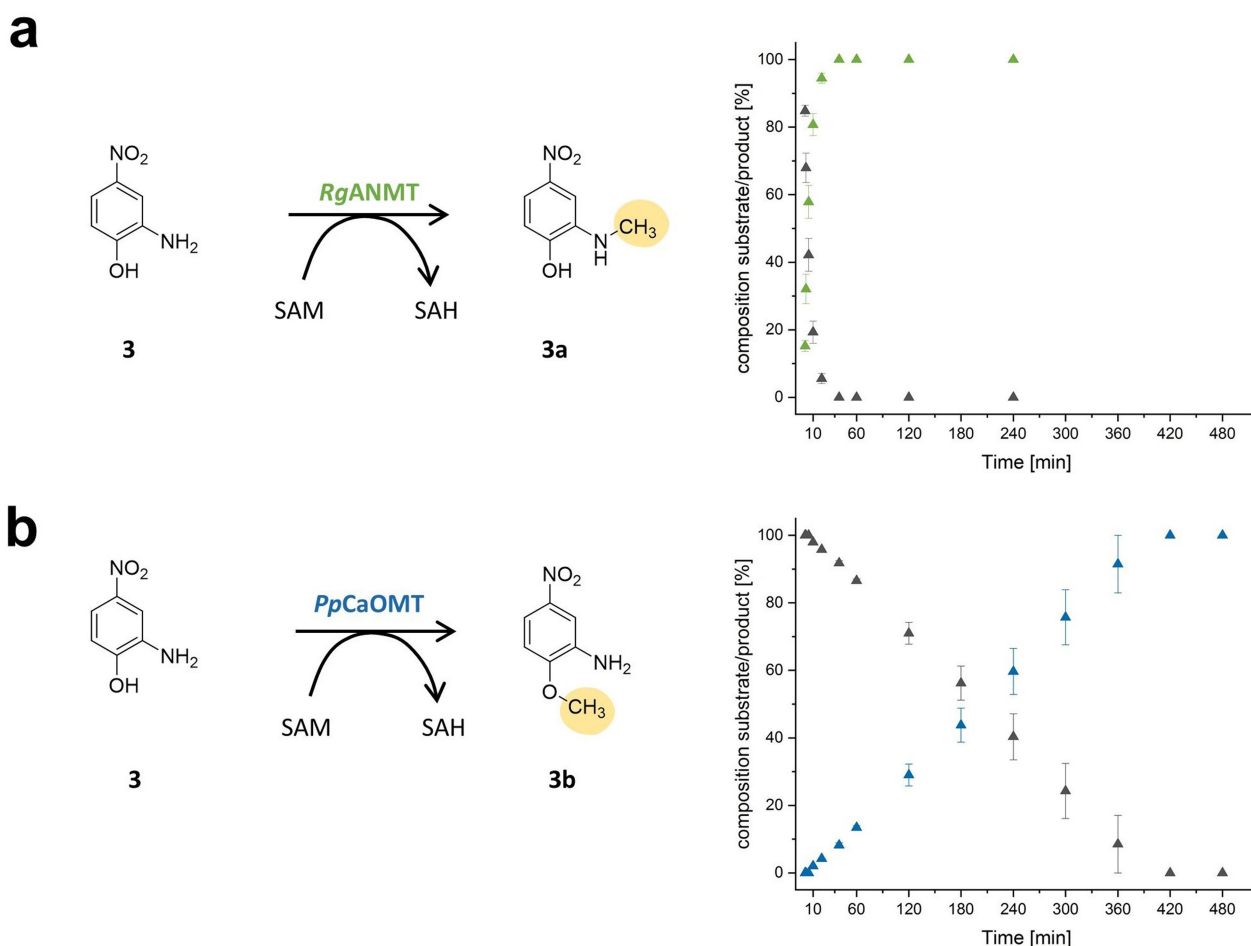 a
NO2
NH2
OH
3
RgANMT
SAM
SAH
NO2
CH3
N
H
OH
3a
composition substrate/product [%]
100
80
60
40
20
0
10 60 120 180 240 300 360 420 480
Time [min]
b
NO2
NH2
OH
3
PpCaOMT
SAM
SAH
NO2
NH2
O
CH3
3b
composition substrate/product [%]
100
80
60
40
20
0
10 60 120 180 240 300 360 420 480
Time [min]